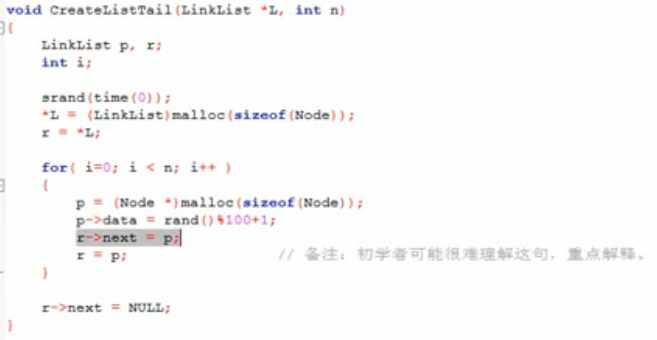 void CreateListTail(LinkList *L, int n)
{
LinkList p, r;
int i;
srand(time(0));
*L = (LinkList)malloc(sizeof(Node));
r = *L;
for( i=0; i < n; i++ )
{
p = (Node *)malloc(sizeof(Node));
p->data = rand()%100+1;
r->next = p;
r = p; // 备注：初学者可能很难理解这句，重点解释。
}
r->next = NULL;
}